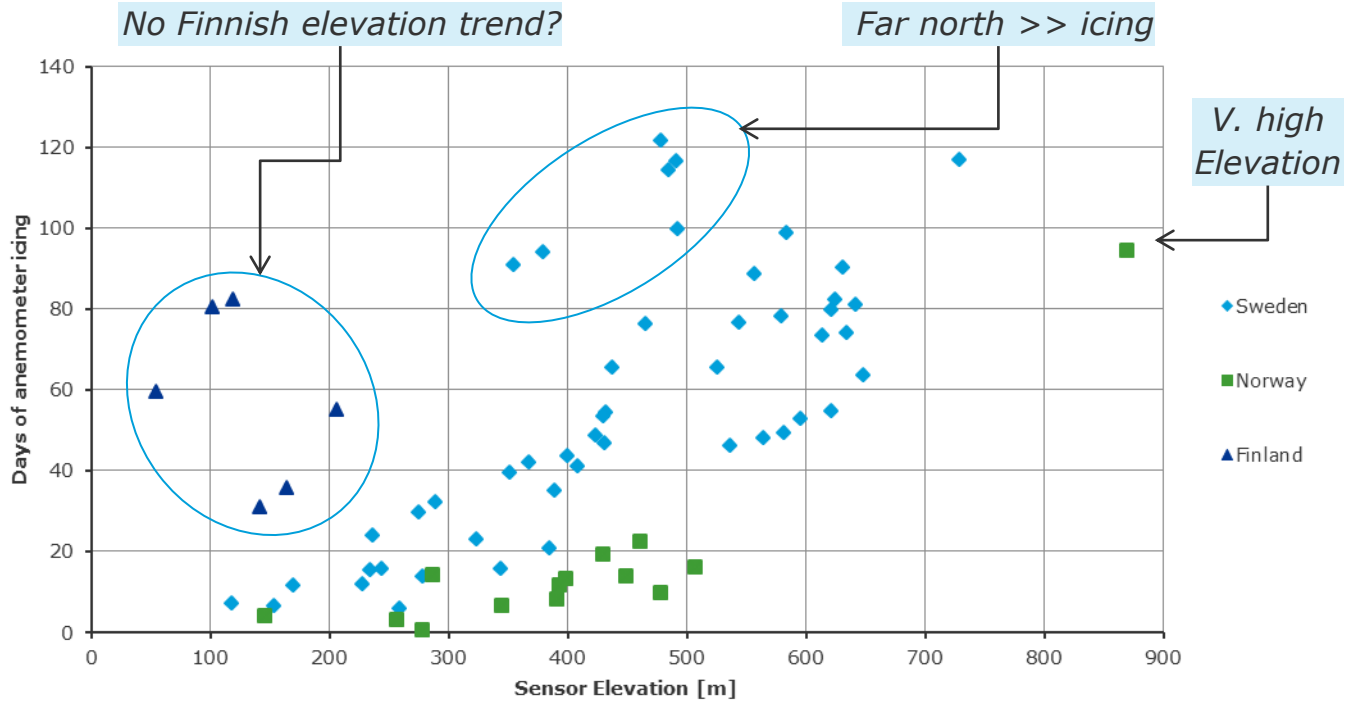 No Finnish elevation trend?
Far north >> icing
V. high
Elevation
Days of anemometer icing
140
120
100
80
60
40
20
0
0 100 200 300 400 500 600 700 800 900
Sensor Elevation [m]
Sweden
Norway
Finland